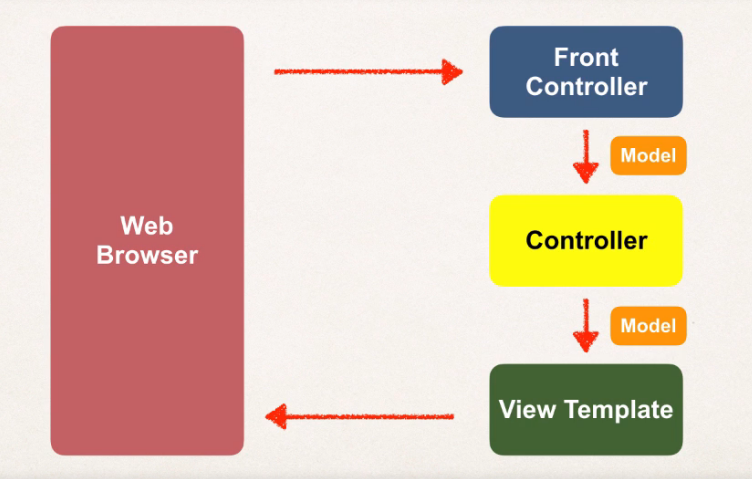 Front
Controller
Model
Web
Browser
Controller
Model
View Template